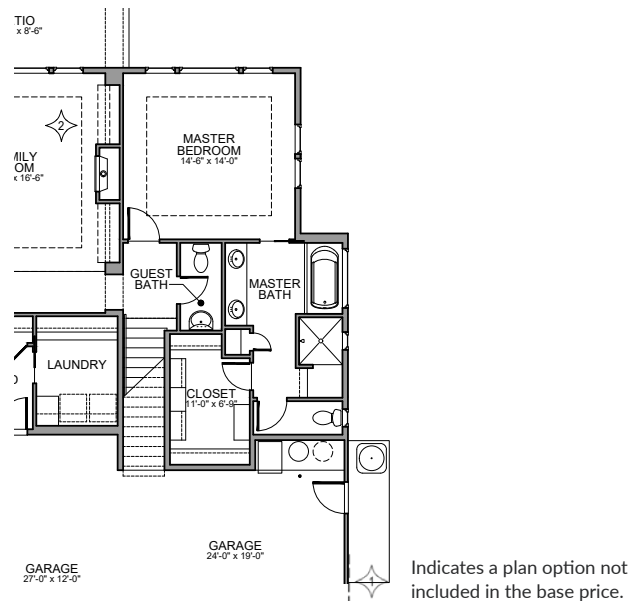 TIO
x 8'-6"
2
MASTER
BEDROOM
14'-6" x 14'-0"
MILY
OM
x 16'-6"
GUEST
BATH
MASTER
BATH
LAUNDRY
CLOSET
11'-0" x 6'-9"
GARAGE
24'-0" x 19'-0"
GARAGE
27'-0" x 12'-0"
1
Indicates a plan option not
included in the base price.